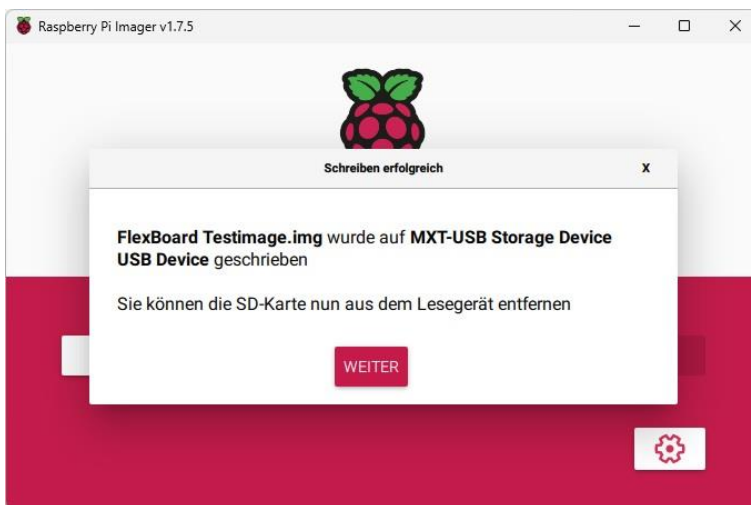 Raspberry Pi Imager v1.7.5
Schreiben erfolgreich
X
FlexBoard Testimage.img wurde auf MXT-USB Storage Device
USB Device geschrieben
Sie können die SD-Karte nun aus dem Lesegerät entfernen
WEITER